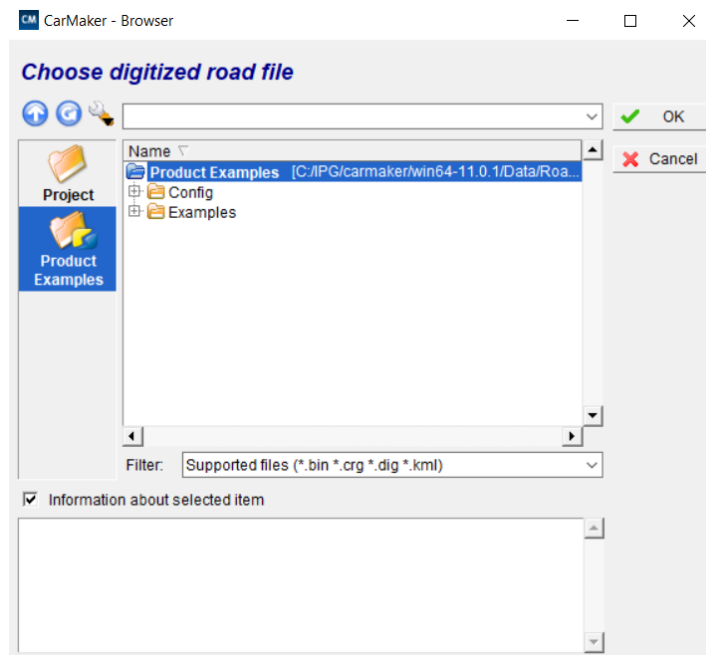 CM CarMaker - Browser
Choose digitized road file
OK
Cancel
Project
Product
Examples
Name
Product Examples [C:/IPG/carmaker/win64-11.0.1/Data/Roa...
Config
Examples
Filter: Supported files (*.bin *.crg *.dig *.kml)
Information about selected item